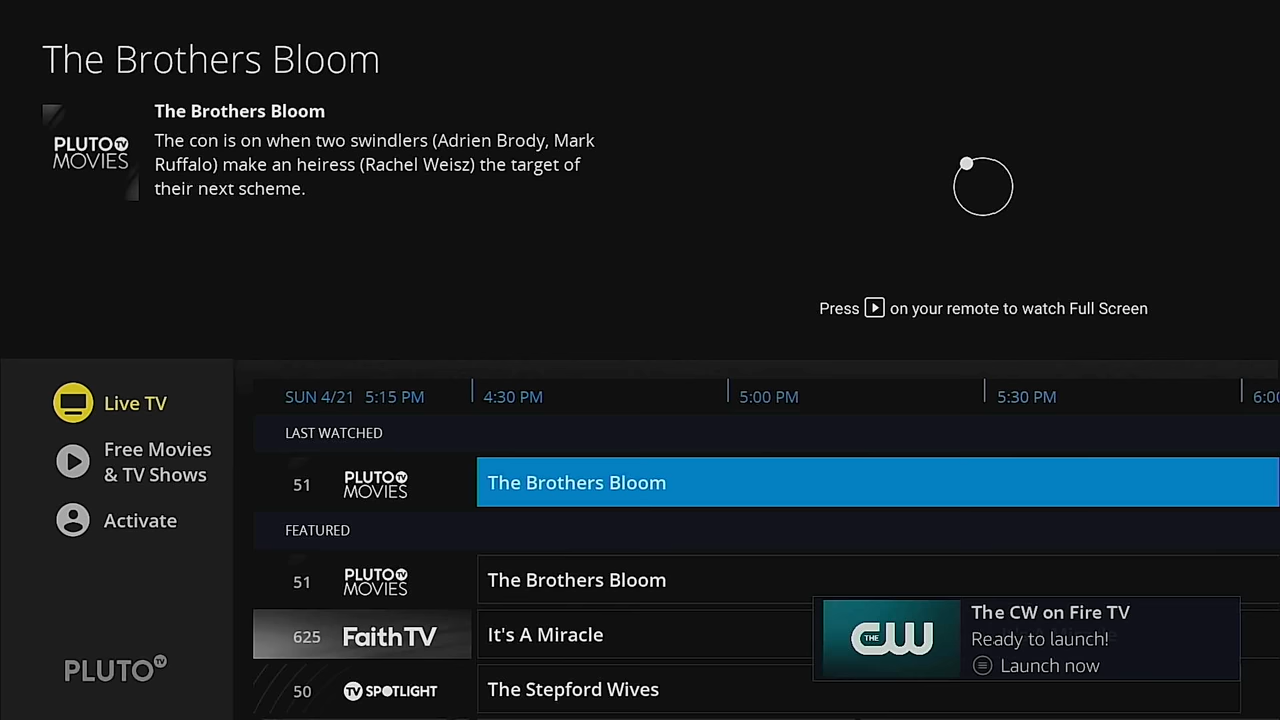 The Brothers Bloom
PLUTO TV
MOVIES
The Brothers Bloom
The con is on when two swindlers (Adrien Brody, Mark
Ruffalo) make an heiress (Rachel Weisz) the target of
their next scheme.
Press on your remote to watch Full Screen
Live TV
Free Movies
& TV Shows
Activate
PLUTO TV
SUN 4/21 5:15 PM 4:30 PM 5:00 PM 5:30 PM 6:00
LAST WATCHED
51 PLUTO TV MOVIES The Brothers Bloom
FEATURED
51 PLUTO TV MOVIES The Brothers Bloom
625 FaithTV It's A Miracle
50 TV SPOTLIGHT The Stepford Wives
THE CW
The CW on Fire TV
Ready to launch!
Launch now